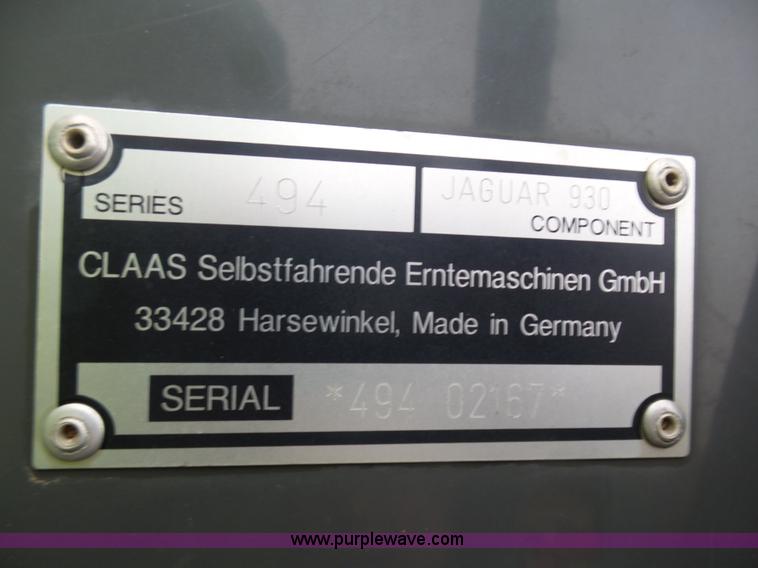 SERIES 494
JAGUAR 930
COMPONENT
CLAAS Selbstfahrende Erntemaschinen GmbH
33428 Harsewinkel, Made in Germany
SERIAL *494 02167*
www.purplewave.com